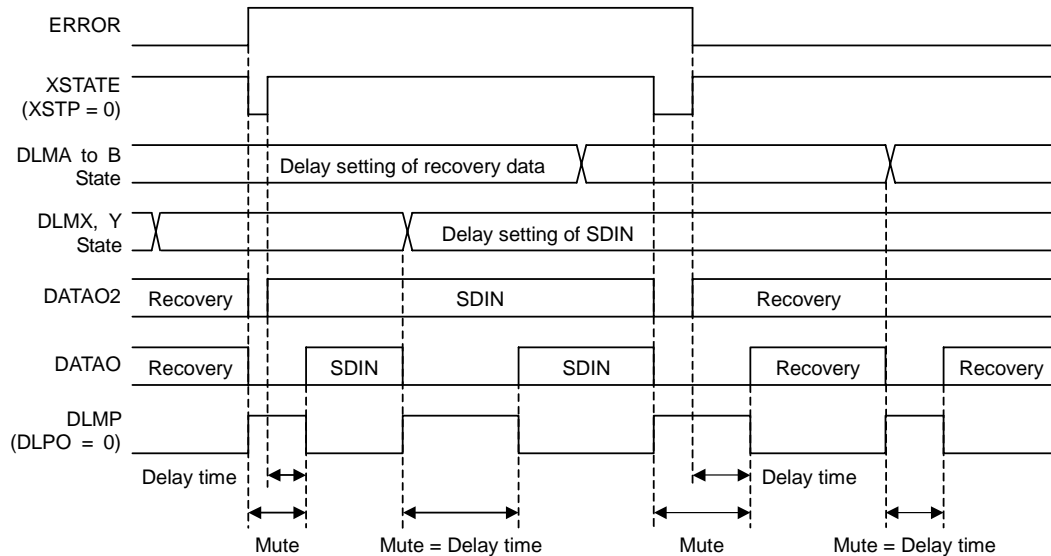 ERROR
XSTATE
(XSTP = 0)
DLMA to B
State
Delay setting of recovery data
DLMX, Y
State
Delay setting of SDIN
DATAO2
Recovery
SDIN
Recovery
DATAO
Recovery
SDIN
SDIN
Recovery
Recovery
DLMP
(DLPO = 0)
Delay time
Delay time
Mute
Mute = Delay time
Mute
Mute = Delay time